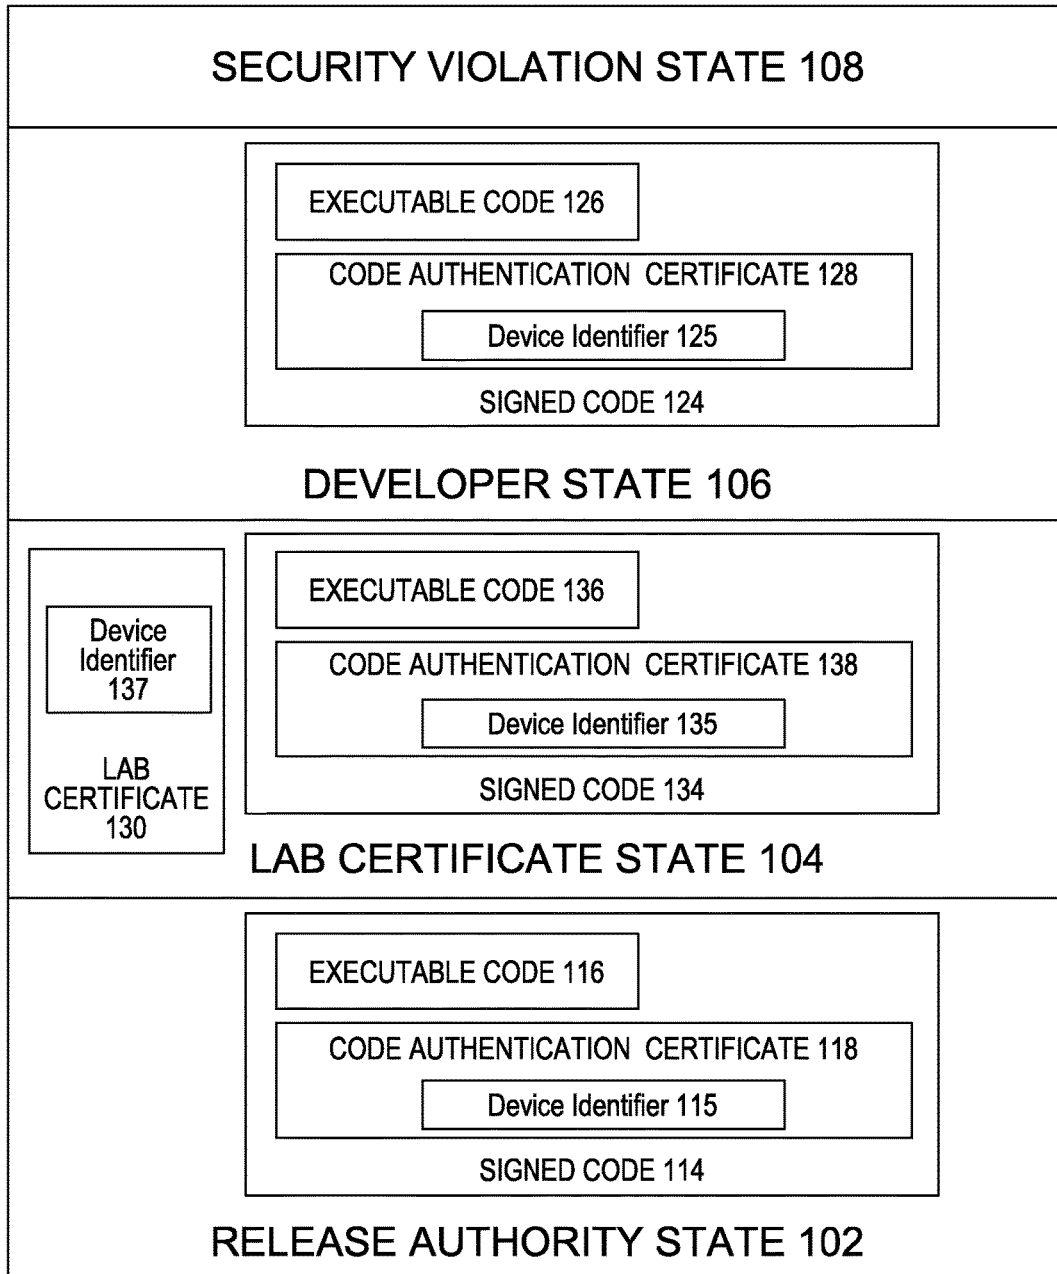 SECURITY VIOLATION STATE 108
EXECUTABLE CODE 126
CODE AUTHENTICATION CERTIFICATE 128
Device Identifier 125
SIGNED CODE 124
DEVELOPER STATE 106
Device
Identifier
137
LAB
CERTIFICATE
130
EXECUTABLE CODE 136
CODE AUTHENTICATION CERTIFICATE 138
Device Identifier 135
SIGNED CODE 134
LAB CERTIFICATE STATE 104
EXECUTABLE CODE 116
CODE AUTHENTICATION CERTIFICATE 118
Device Identifier 115
SIGNED CODE 114
RELEASE AUTHORITY STATE 102